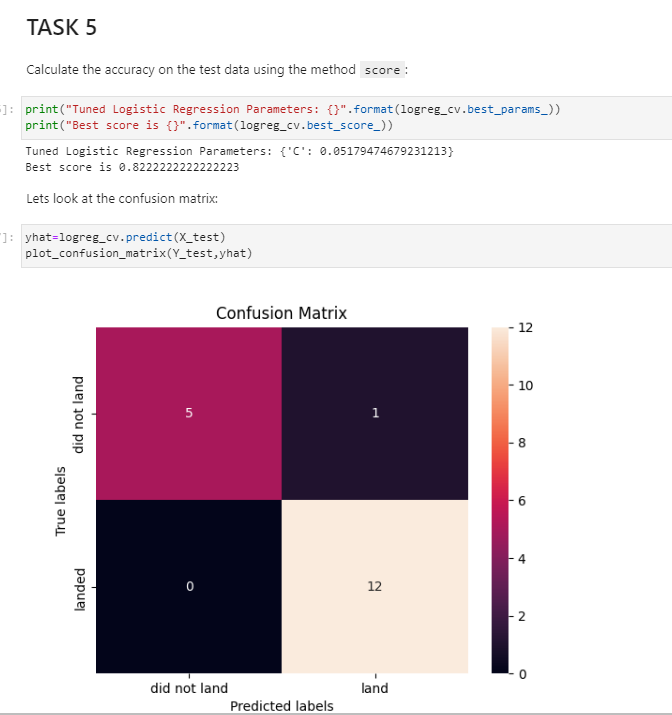 TASK 5
Calculate the accuracy on the test data using the method score :
]: print("Tuned Logistic Regression Parameters: {}".format(logreg_cv.best_params_))
print("Best score is {}".format(logreg_cv.best_score_))
Tuned Logistic Regression Parameters: {'C': 0.05179474679231213}
Best score is 0.8222222222222223
Lets look at the confusion matrix:
]: yhat=logreg_cv.predict(X_test)
plot_confusion_matrix(Y_test,yhat)
Confusion Matrix
12
10
8
6
4
2
0
True labels
did not land
landed
5
1
0
12
did not land
land
Predicted labels